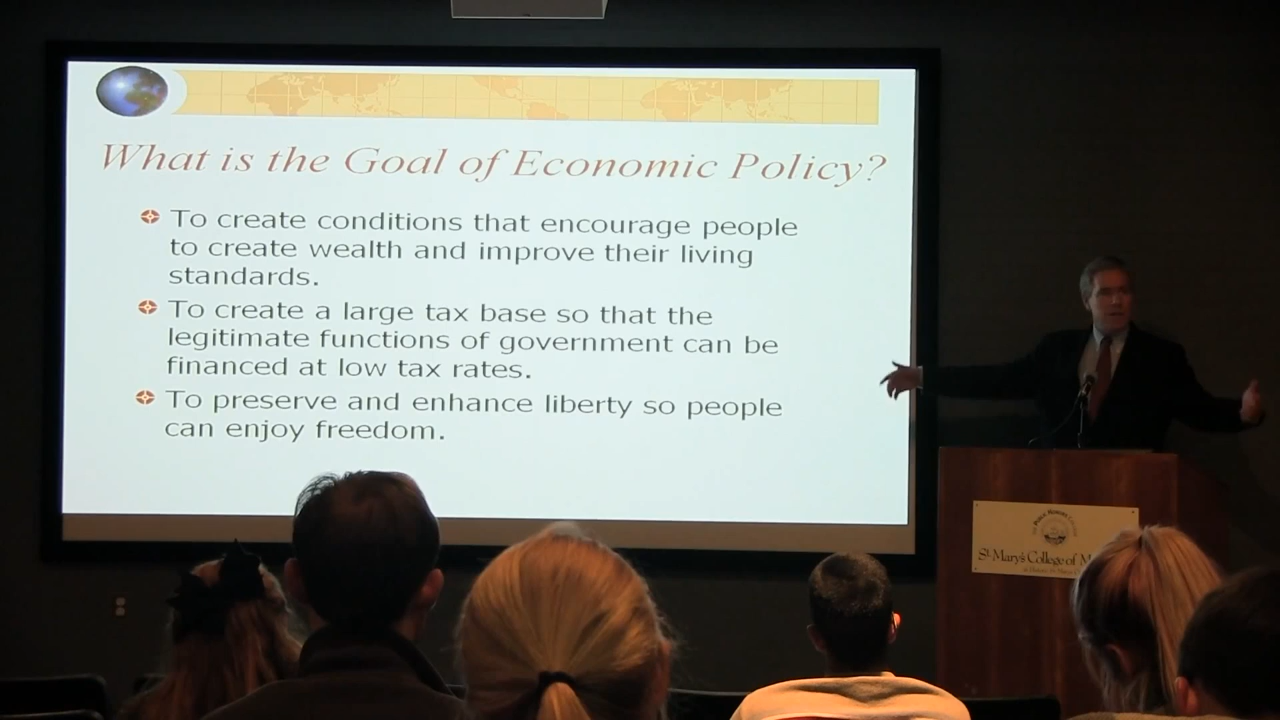 What is the Goal of Economic Policy?
To create conditions that encourage people
to create wealth and improve their living
standards.
To create a large tax base so that the
legitimate functions of government can be
financed at low tax rates.
To preserve and enhance liberty so people
can enjoy freedom.
St. Mary's College of